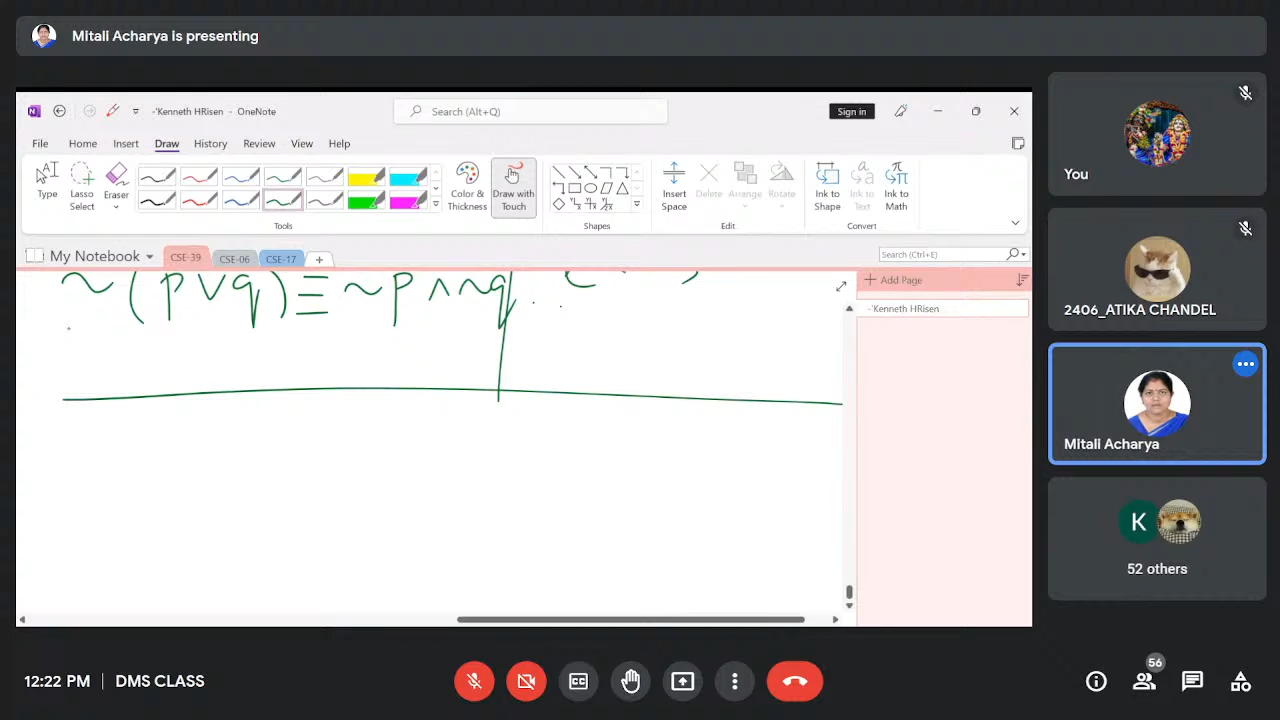 Mitali Acharya is presenting
-'Kenneth HRisen - OneNote
Search (Alt+Q)
Sign in
File Home Insert Draw History Review View Help
Type
Lasso Select
Eraser
Color & Thickness
Draw with Touch
Insert Space
Delete
Arrange
Rotate
Ink to Shape
Ink to Text
Ink to Math
Tools
Shapes
Edit
Convert
My Notebook
CSE-39
CSE-06
CSE-17
Search (Ctrl+E)
Add Page
-'Kenneth HRisen
~(p∨q)≡~p∧~q
You
2406_ATIKA CHANDEL
Mitali Acharya
K
52 others
12:22 PM | DMS CLASS
56